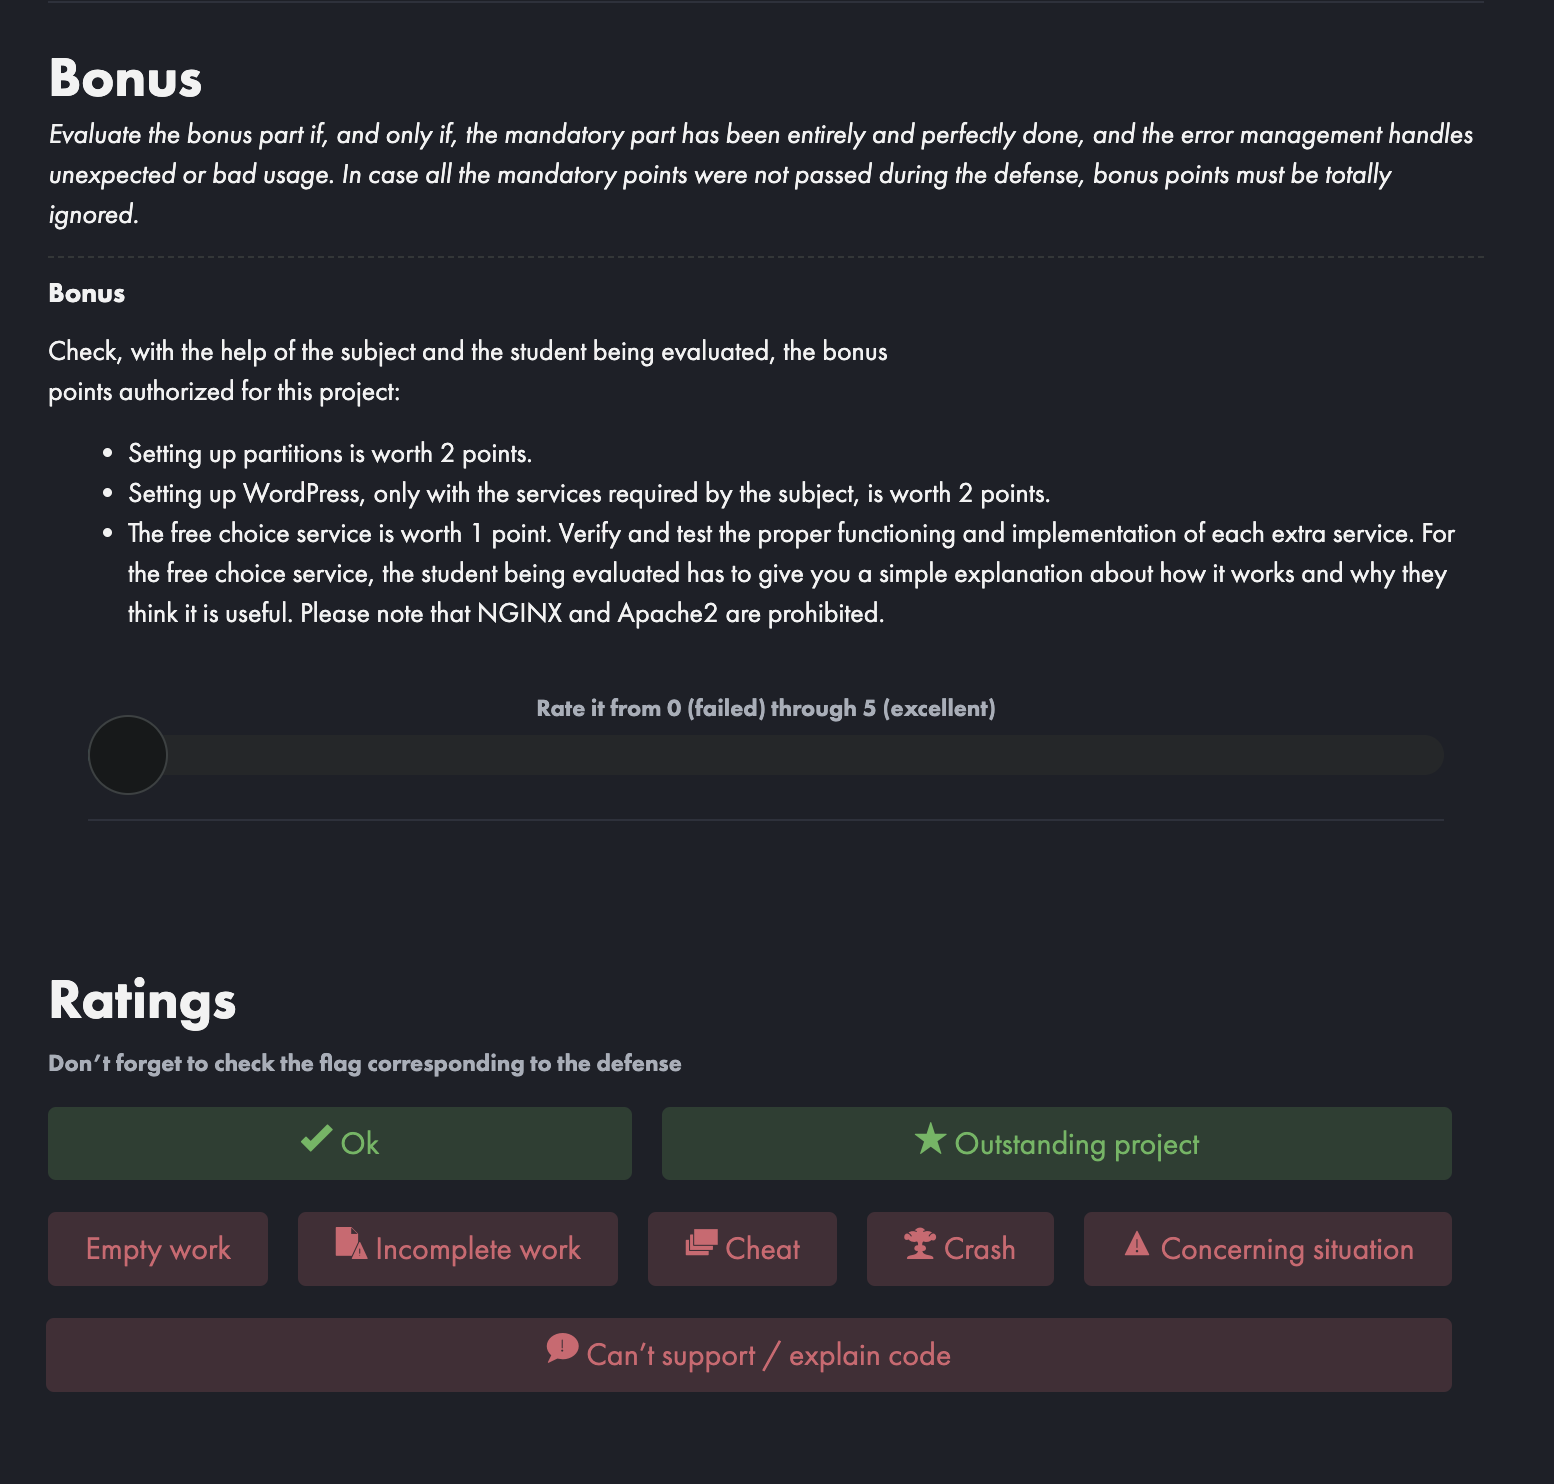 Bonus
Evaluate the bonus part if, and only if, the mandatory part has been entirely and perfectly done, and the error management handles
unexpected or bad usage. In case all the mandatory points were not passed during the defense, bonus points must be totally
ignored.
Bonus
Check, with the help of the subject and the student being evaluated, the bonus
points authorized for this project:
• Setting up partitions is worth 2 points.
• Setting up WordPress, only with the services required by the subject, is worth 2 points.
• The free choice service is worth 1 point. Verify and test the proper functioning and implementation of each extra service. For
the free choice service, the student being evaluated has to give you a simple explanation about how it works and why they
think it is useful. Please note that NGINX and Apache2 are prohibited.
Rate it from 0 (failed) through 5 (excellent)
Ratings
Don’t forget to check the flag corresponding to the defense
Ok
Outstanding project
Empty work
Incomplete work
Cheat
Crash
Concerning situation
Can’t support / explain code